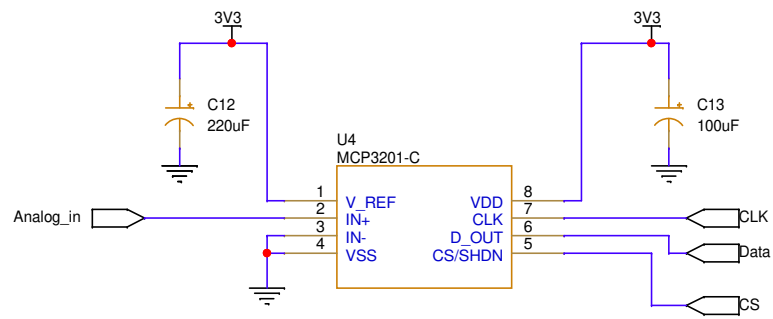 3V3
3V3
C12
220uF
C13
100uF
U4
MCP3201-C
1
V_REF
VDD
8
Analog_in
2
IN+
CLK
7
CLK
3
IN-
D_OUT
6
Data
4
VSS
CS/SHDN
5
CS